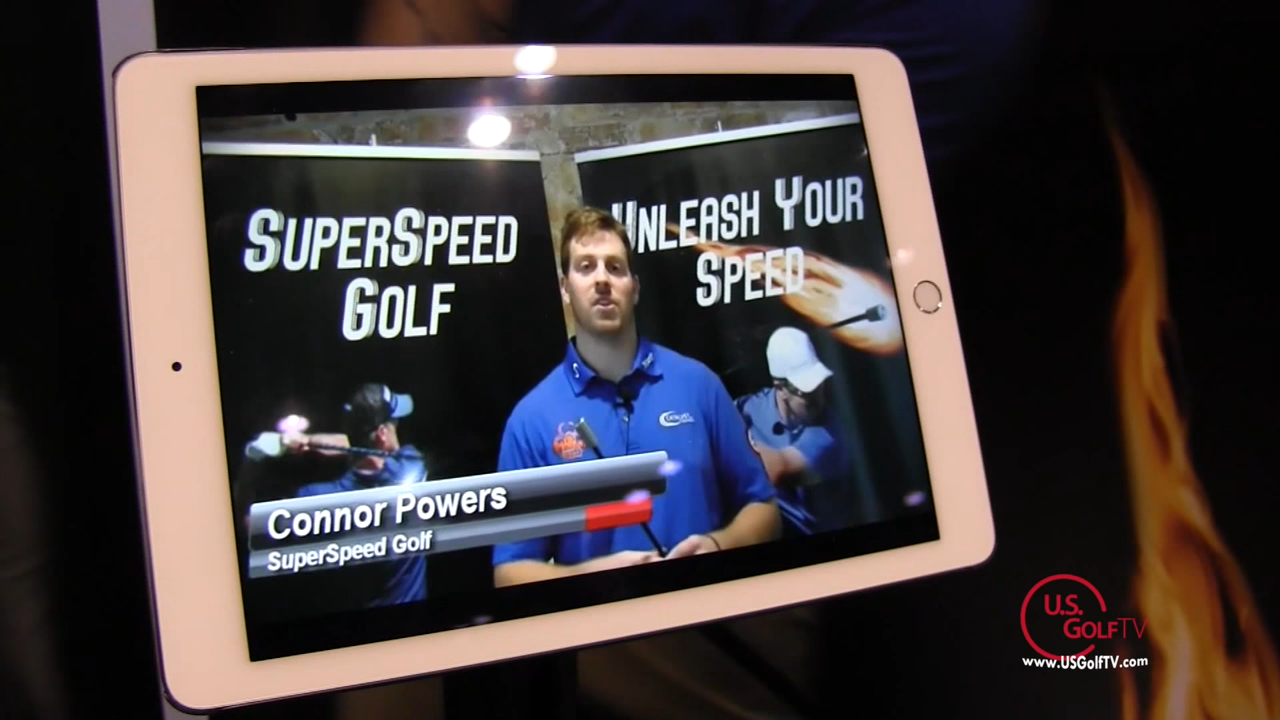 SUPERSPEED
GOLF
UNLEASH YOUR
SPEED
Connor Powers
SuperSpeed Golf
U.S.
GOLFTV
www.USGolfTV.com